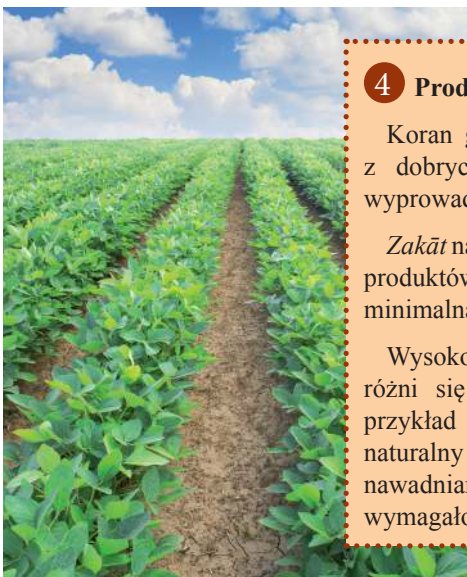 4 Prod
Koran
z dobryc
wyprowad
Zakāt na
produktów
minimalna
Wysoko
różni się
przykład
naturalny
nawadnian
wymagało